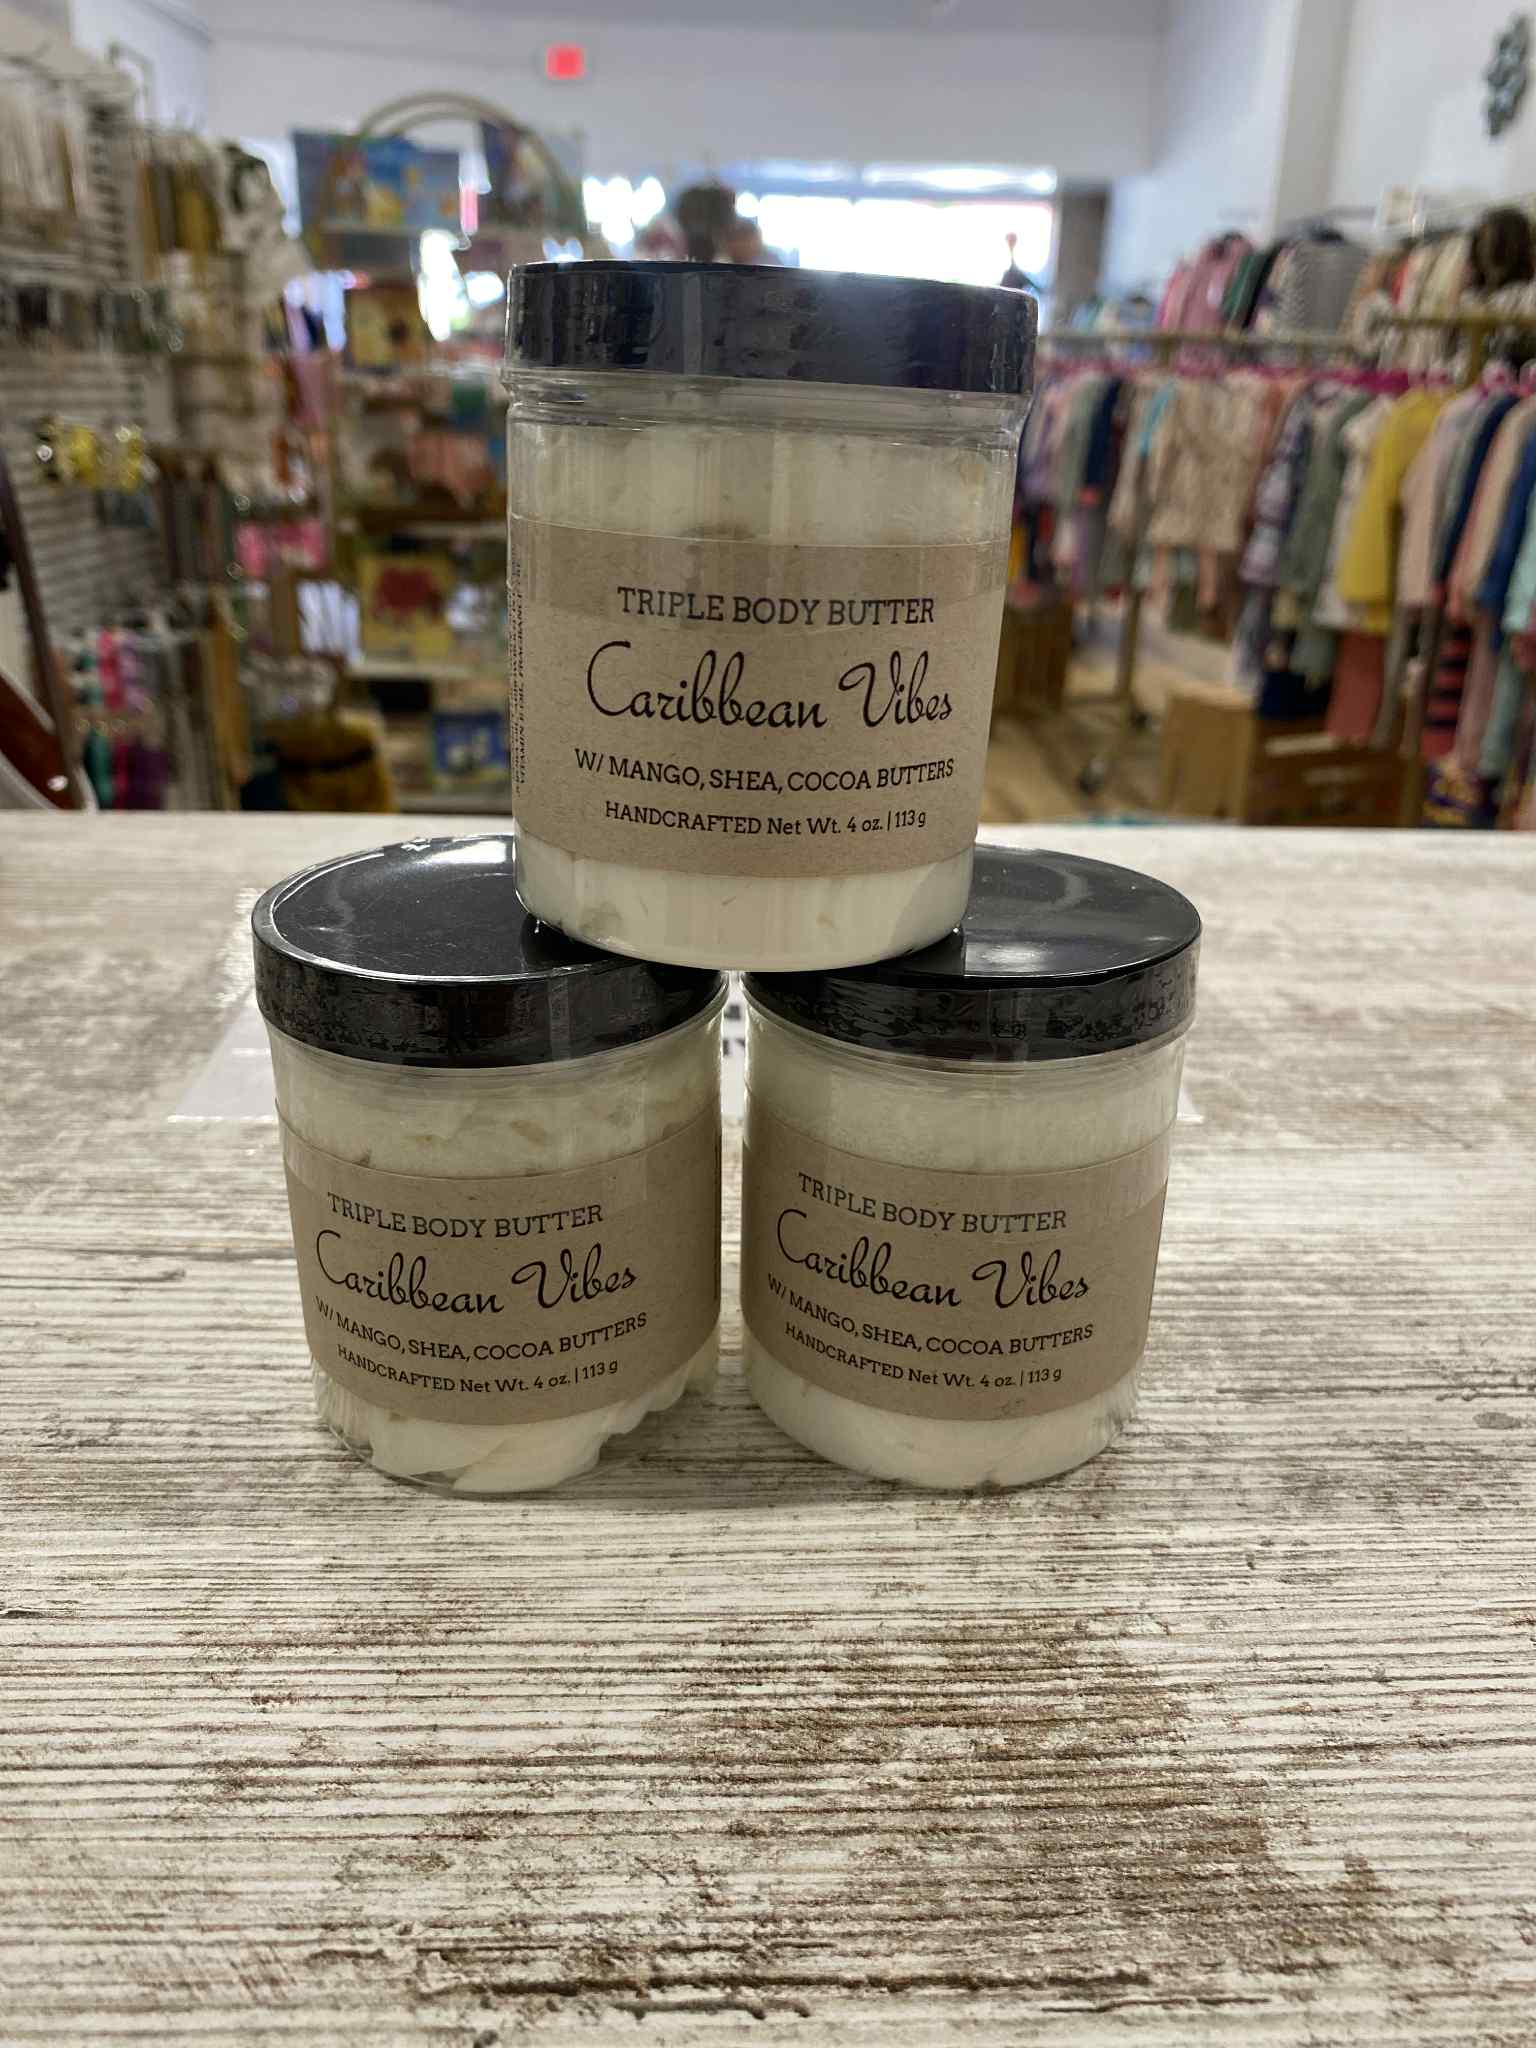 TRIPLE BODY BUTTER
Caribbean Vibes
W/ MANGO, SHEA, COCOA BUTTERS
HANDCRAFTED Net Wt. 4 oz. | 113 g
TRIPLE BODY BUTTER
Caribbean Vibes
W/ MANGO, SHEA, COCOA BUTTERS
HANDCRAFTED Net Wt. 4 oz. | 113 g
TRIPLE BODY BUTTER
Caribbean Vibes
W/ MANGO, SHEA, COCOA BUTTERS
HANDCRAFTED Net Wt. 4 oz. | 113 g